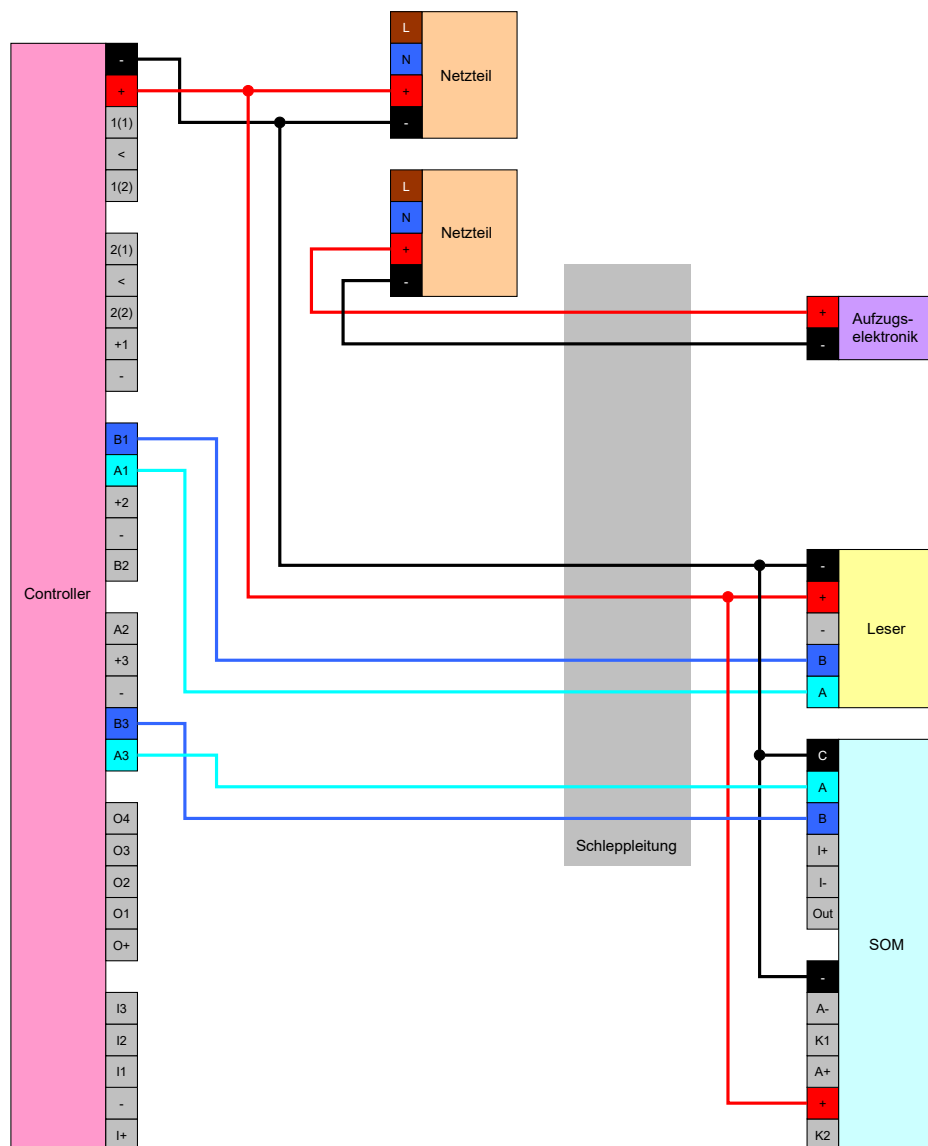 -
+
1(1)
<
1(2)
2(1)
<
2(2)
+1
-
B1
A1
+2
-
B2
Controller
A2
+3
-
B3
A3
O4
O3
O2
O1
O+
I3
I2
I1
-
I+
L
N
+
-
Netzteil
L
N
+
-
Netzteil
Schleppleitung
+
-
Aufzugs-
elektronik
-
+
-
B
A
Leser
C
A
B
I+
I-
Out
SOM
-
A-
K1
A+
+
K2